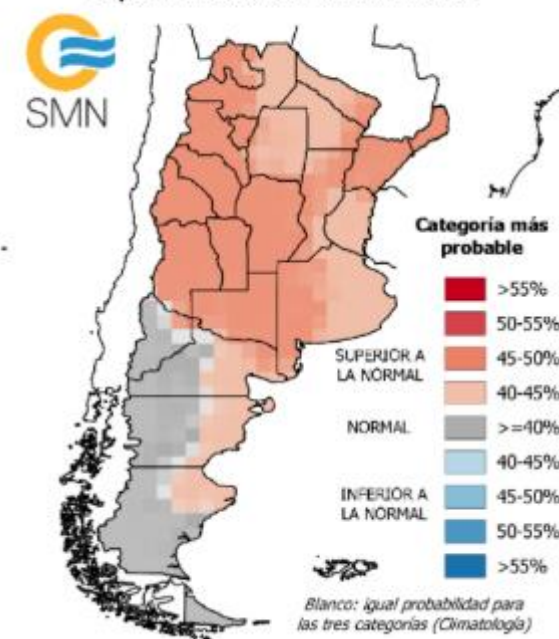 SMN
Categoría más
probable
>55%
50-55%
SUPERIOR A
LA NORMAL
45-50%
40-45%
NORMAL
>=40%
40-45%
INFERIOR A
LA NORMAL
45-50%
50-55%
>55%
Blanco: igual probabilidad para
las tres categorías (Climatología)